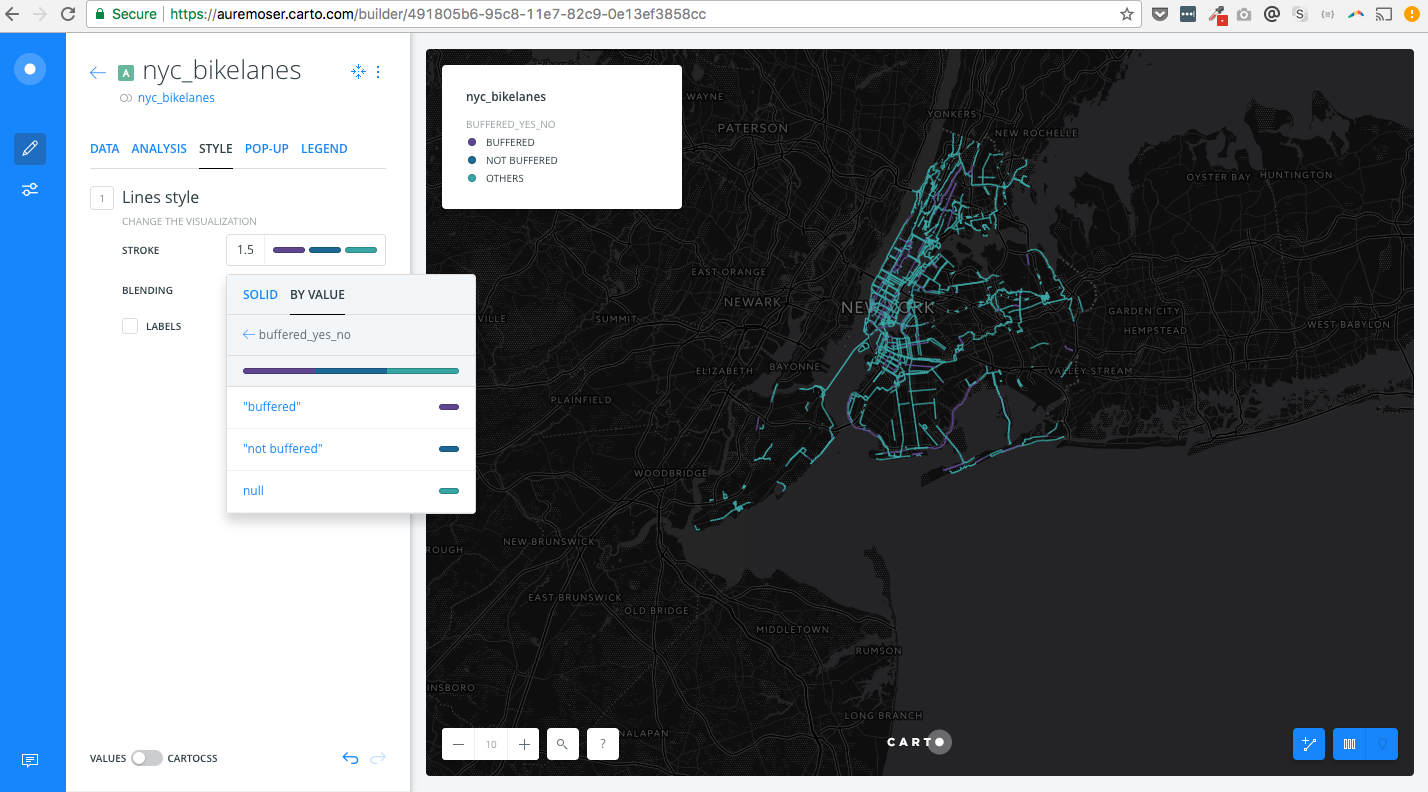 Secure https://auremoser.carto.com/builder/491805b6-95c8-11e7-82c9-0e13ef3858cc
S
A nyc_bikelanes
nyc_bikelanes
DATA ANALYSIS STYLE POP-UP LEGEND
1 Lines style
CHANGE THE VISUALIZATION
STROKE 1.5
BLENDING
LABELS
SOLID BY VALUE
buffered_yes_no
"buffered"
"not buffered"
null
VALUES CARTOCSS
nyc_bikelanes
BUFFERED_YES_NO
BUFFERED
NOT BUFFERED
OTHERS
WAYNE
YONKERS
PATERSON
NEW ROCHELLE
OYSTER BAY
HUNTINGTON
EAST ORANGE
NEWARK
NEW YORK
GARDEN CITY
VILLE
SUMMIT
HEMPSTEAD
WEST BABYLON
ELIZABETH
BAYONNE
VALLEY STREAM
PLAINFIELD
WOODBRIDGE
NEW BRUNSWICK
ROUGH
EAST BRUNSWICK
OLD BRIDGE
MIDDLETOWN
RUMSON
INSBORO
LONG BRANCH
NALAPAN
10
?
CARTO